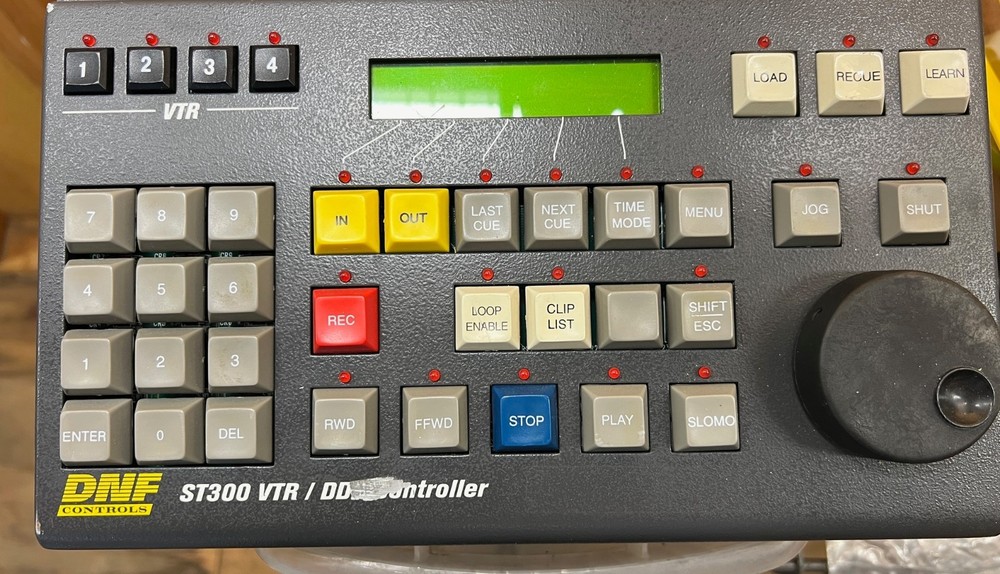 1 2 3 4
VTR
LOAD RECUE LEARN
IN OUT LAST CUE NEXT CUE TIME MODE MENU JOG SHUT
7 8 9
4 5 6
1 2 3
ENTER 0 DEL
REC LOOP ENABLE CLIP LIST SHIFT ESC
RWD FFWD STOP PLAY SLOMO
DNF
CONTROLS
ST300 VTR /